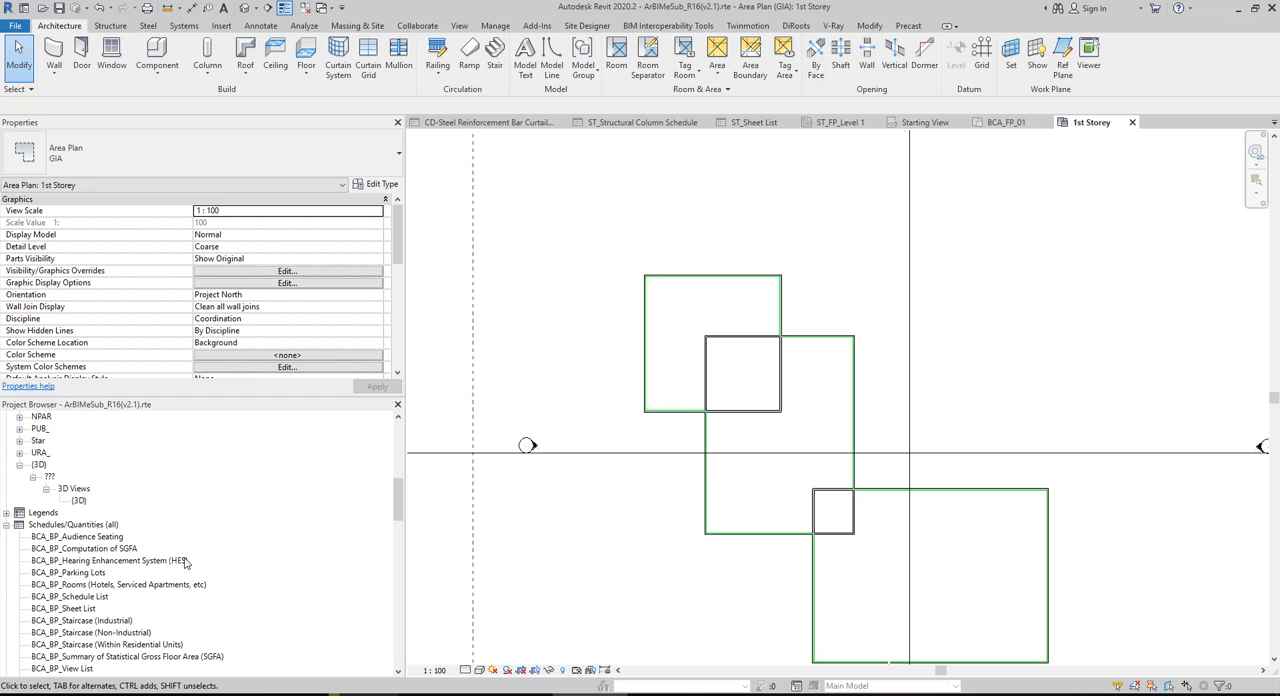 Autodesk Revit 2020.2 - ArBIMeSub_R16(v2.1).rte - Area Plan (GIA): 1st Storey
Sign In
File Architecture Structure Steel Precast Systems Insert Annotate Analyze Massing & Site Collaborate View Manage Add-Ins Site Designer BIM Interoperability Tools Twinmotion DiRoots V-Ray Modify Precast
Modify Wall Door Window Component Column Roof Ceiling Floor Curtain System Curtain Grid Mullion Railing Ramp Stair Model Text Model Line Model Group Room Room Separator Tag Room Area Area Boundary Tag Area By Face Shaft Wall Vertical Dormer Level Grid Set Show Ref Plane Viewer
Select Build Circulation Model Room & Area Opening Datum Work Plane
Properties
CD-Steel Reinforcement Bar Curtain... ST_Structural Column Schedule ST_Sheet List ST_FP_Level 1 Starting View BCA_FP_01 1st Storey
Area Plan
GIA
Area Plan: 1st Storey Edit Type
Graphics
View Scale 1 : 100
Scale Value 1: 100
Display Model Normal
Detail Level Coarse
Parts Visibility Show Original
Visibility/Graphics Overrides Edit...
Graphic Display Options Edit...
Orientation Project North
Wall Join Display Clean all wall joins
Discipline Coordination
Show Hidden Lines By Discipline
Color Scheme Location Background
Color Scheme <none>
System Color Schemes Edit...
Properties help Apply
Project Browser - ArBIMeSub_R16(v2.1).rte
NPAR
PUB_
Star
URA_
{3D}
???
3D Views
{3D}
Legends
Schedules/Quantities (all)
BCA_BP_Audience Seating
BCA_BP_Computation of SGFA
BCA_BP_Hearing Enhancement System (HES)
BCA_BP_Parking Lots
BCA_BP_Rooms (Hotels, Serviced Apartments, etc)
BCA_BP_Schedule List
BCA_BP_Sheet List
BCA_BP_Staircase (Industrial)
BCA_BP_Staircase (Non-Industrial)
BCA_BP_Staircase (Within Residential Units)
BCA_BP_Summary of Statistical Gross Floor Area (SGFA)
BCA_BP_View List
1 : 100
Click to select, TAB for alternates, CTRL adds, SHIFT unselects. :0 Main Model :0